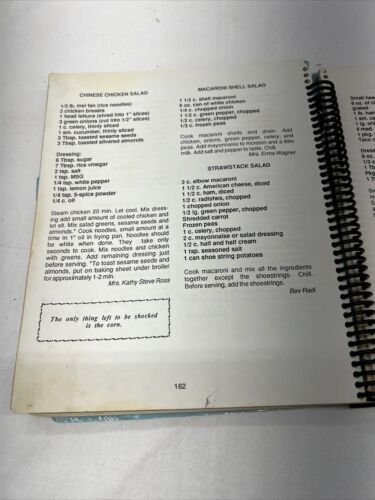 CHINESE CHICKEN SALAD
1/3 lb. mei fan (rice noodles)
2 chicken breasts
1 head lettuce (shred into 1" slices)
3 green onions (cut into 1/2" slices)
1 c. celery, thinly sliced
1 sm. cucumber, thinly sliced
3 Tbsp. toasted sesame seeds
3 Tbsp. toasted slivered almonds
Dressing:
6 Tbsp. sugar
7 Tbsp. rice vinegar
2 tsp. salt
1 tsp. MSG
1/4 tsp. white pepper
1 tsp. lemon juice
1/4 tsp. 5-spice powder
1/4 c. oil
Steam chicken 20 min. Let cool. Mix dress-
ing add small amount of cooled chicken and
let sit. Mix salad greens, sesame seeds and
almonds.* Cook noodles, small amount at a
time in 1" oil in frying pan. Noodles should
be white when done. They take only
seconds to cook. Mix noodles and chicken
with greens. Add remaining dressing just
before serving. *To toast sesame seeds and
almonds, put on baking sheet under broiler
for approximately 1-2 min.
Mrs. Kathy Steve Ross
The only thing left to be shocked
is the corn.
MACARONI SHELL SALAD
1 1/2 c. shell macaroni
6 oz. can of white chicken
1/4 c. chopped onion
1 1/2 c. green pepper, chopped
1/2 c. celery, chopped
1/3 c. frozen peas
Cook macaroni shells and drain. Add
chicken, onions, green pepper, celery, and
peas. Add mayonnaise to moisten and a little
milk. Add salt and pepper to taste. Chill.
Mrs. Erma Wagner
STRAWSTACK SALAD
2 c. elbow macaroni
1 1/2 c. American cheese, diced
1 1/2 c. ham, diced
1/2 c. radishes, chopped
1 chopped onion
1/2 lg. green pepper, chopped
Shredded carrot
Frozen peas
1 c. celery, chopped
2 c. mayonnaise or salad dressing
1/2 c. half and half cream
1 tsp. seasoned salt
1 can shoe string potatoes
Cook macaroni and mix all the ingredients
together except the shoestrings. Chill.
Before serving, add the shoestrings.
Bev Radi
162